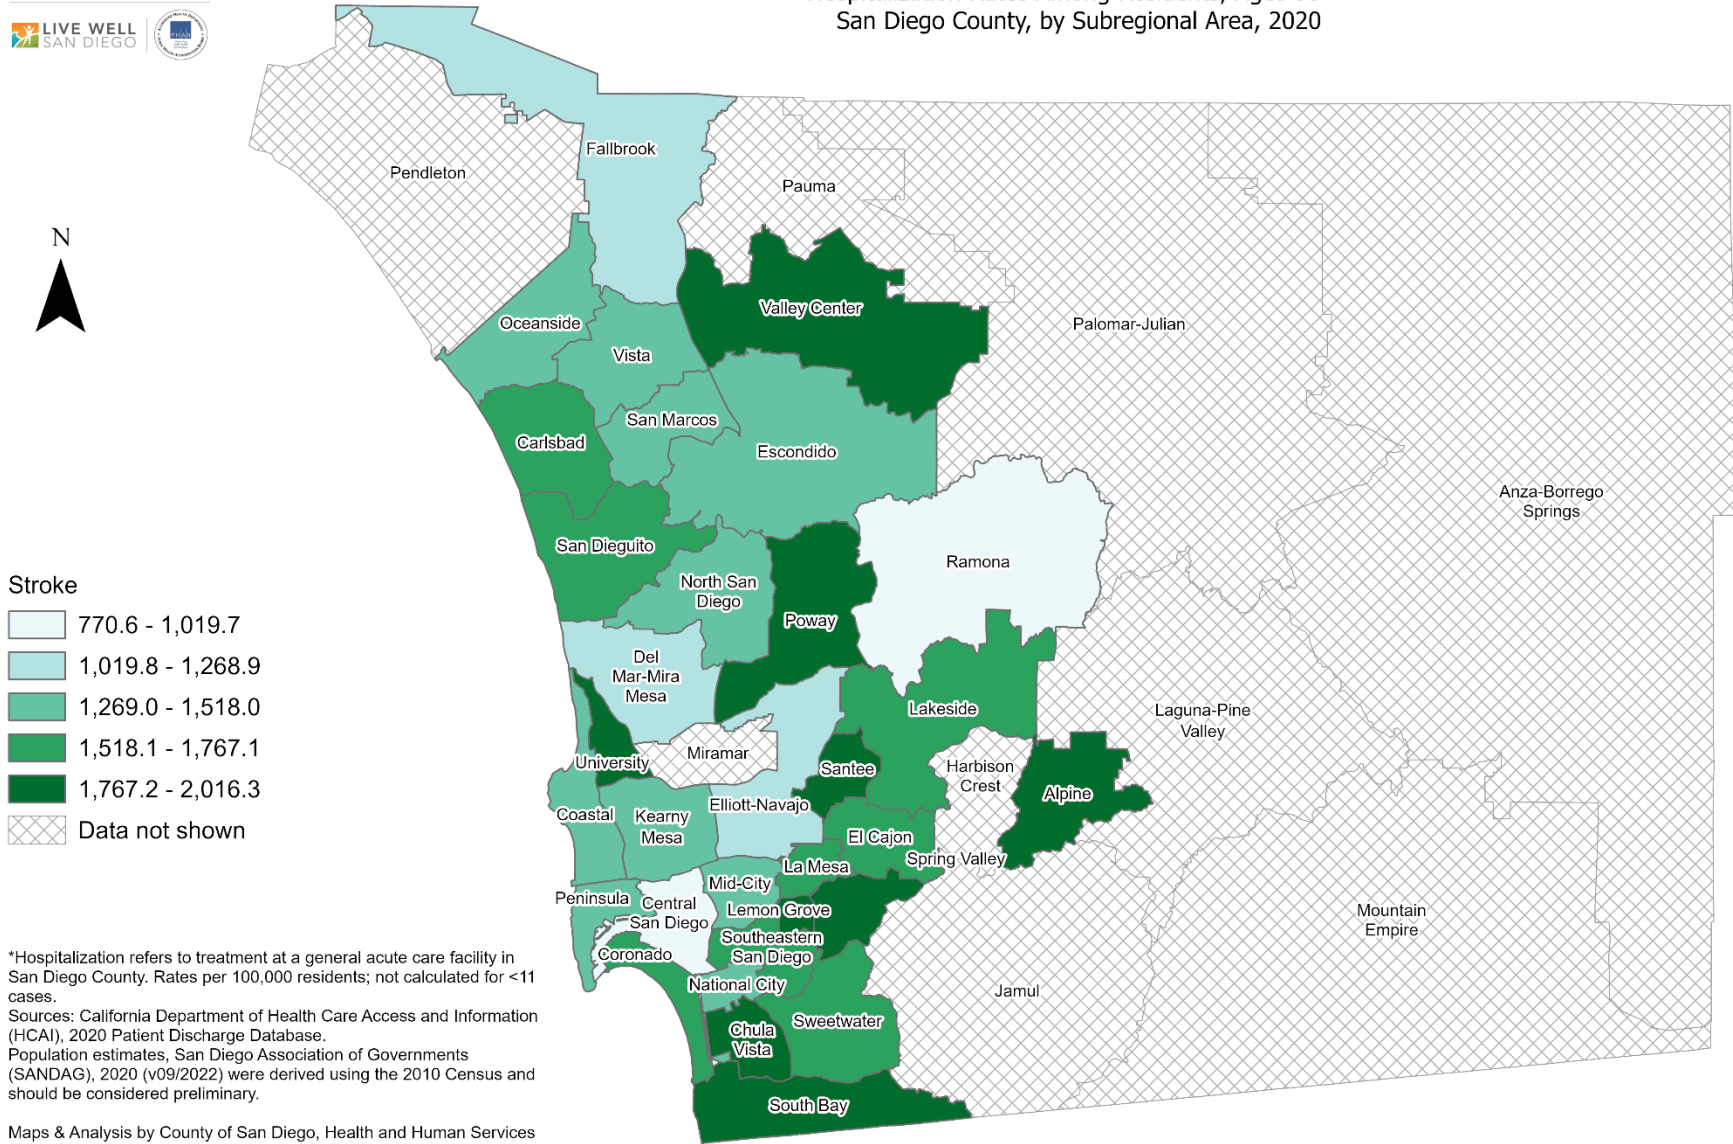 LIVE WELL
SAN DIEGO
PHAB
San Diego County, by Subregional Area, 2020
N
Fallbrook
Pendleton
Pauma
Valley Center
Oceanside
Palomar-Julian
Vista
San Marcos
Carlsbad
Escondido
Anza-Borrego
Springs
San Dieguito
Ramona
North San
Diego
Poway
Del
Mar-Mira
Mesa
Lakeside
Laguna-Pine
Valley
Miramar
University
Santee
Harbison
Crest
Alpine
Elliott-Navajo
Coastal
Kearny
Mesa
El Cajon
Spring Valley
La Mesa
Mid-City
Peninsula
Central
San Diego
Lemon Grove
Mountain
Empire
Southeastern
San Diego
Coronado
National City
Jamul
Sweetwater
Chula
Vista
South Bay
Stroke
770.6 - 1,019.7
1,019.8 - 1,268.9
1,269.0 - 1,518.0
1,518.1 - 1,767.1
1,767.2 - 2,016.3
Data not shown
*Hospitalization refers to treatment at a general acute care facility in
San Diego County. Rates per 100,000 residents; not calculated for <11
cases.
Sources: California Department of Health Care Access and Information
(HCAI), 2020 Patient Discharge Database.
Population estimates, San Diego Association of Governments
(SANDAG), 2020 (v09/2022) were derived using the 2010 Census and
should be considered preliminary.
Maps & Analysis by County of San Diego, Health and Human Services